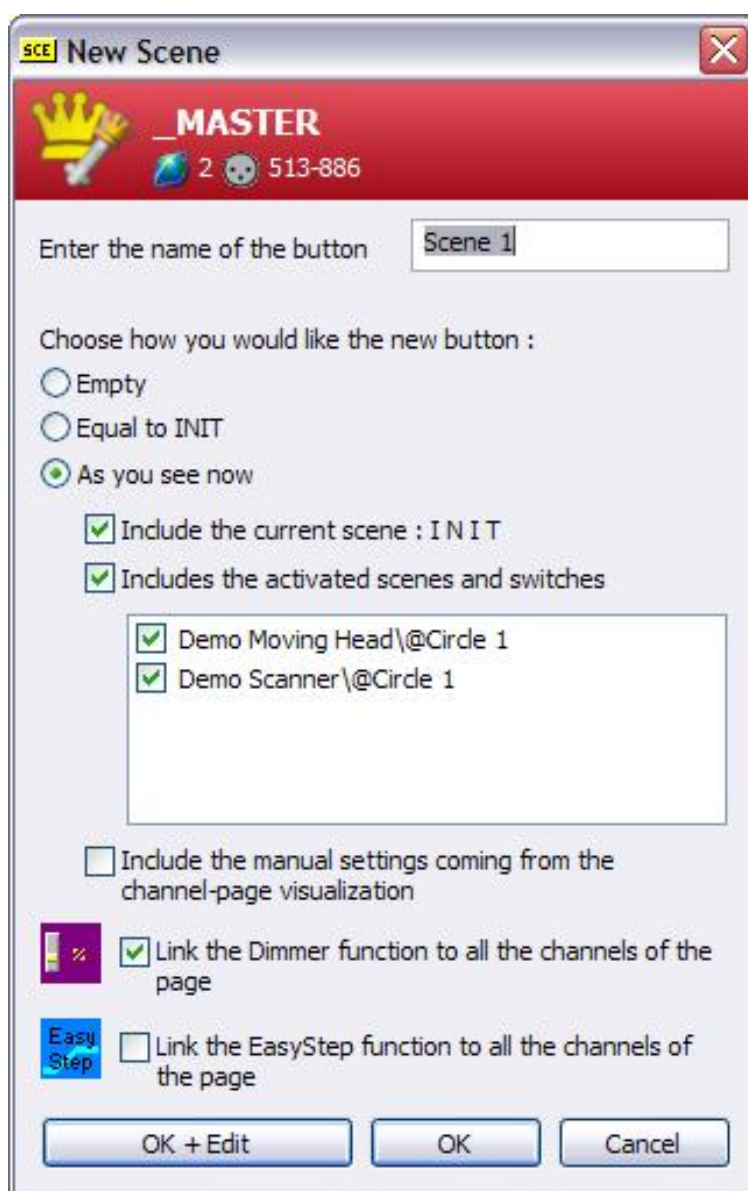 SCE New Scene
_MASTER
2 513-886
Enter the name of the button Scene 1
Choose how you would like the new button :
Empty
Equal to INIT
As you see now
Include the current scene : I N I T
Includes the activated scenes and switches
Demo Moving Head\@Circle 1
Demo Scanner\@Circle 1
Include the manual settings coming from the
channel-page visualization
% Link the Dimmer function to all the channels of the
page
Easy
Step
Link the EasyStep function to all the channels of
the page
OK + Edit OK Cancel